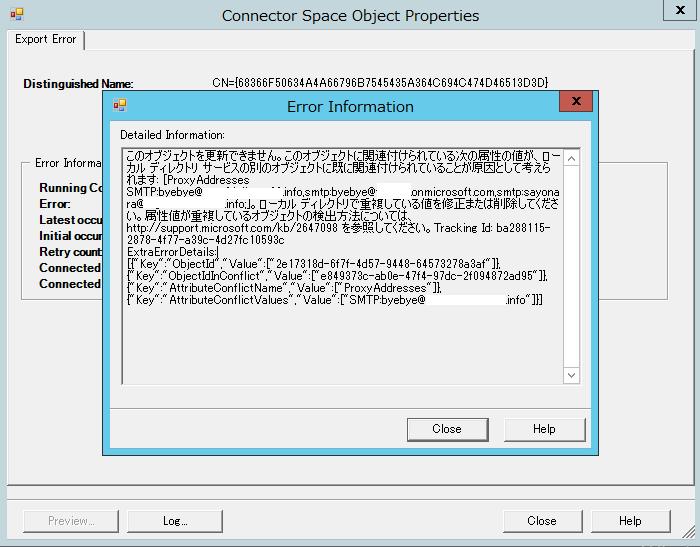 Connector Space Object Properties
x
Export Error
Distinguished Name:
CN={68366F50634A4A66796B7545435A364C694C474D46513D3D}
Error Information
x
Detailed Information:
このオブジェクトを更新できません。このオブジェクトに関連付けられている次の属性の値が、ロー
カル ディレクトリ サービスの別のオブジェクトに既に関連付けられていることが原因として考えら
れます: [ProxyAddresses
SMTP:byebye@ .info,smtp:byebye@ onmicrosoft.com,smtp:sayona
ra@ .info;]。ローカル ディレクトリで重複している値を修正または削除してくださ
い。属性値が重複しているオブジェクトの検出方法については、
http://support.microsoft.com/kb/2647098 を参照してください。Tracking Id: ba288115-
2878-4f77-a39c-4d27fc10593c
ExtraErrorDetails:
[{"Key":"ObjectId","Value":["2e17318d-6f7f-4d57-9448-64573278a3af"]},
{"Key":"ObjectIdInConflict","Value":["e849373c-ab0e-47f4-97dc-2f094872ad95"]},
{"Key":"AttributeConflictName","Value":["ProxyAddresses"]},
{"Key":"AttributeConflictValues","Value":["SMTP:byebye@ .info"]}]
Error Informa
Running Co
Error:
Latest occu
Initial occur
Retry count:
Connected
Connected
Close
Help
Preview...
Log...
Close
Help